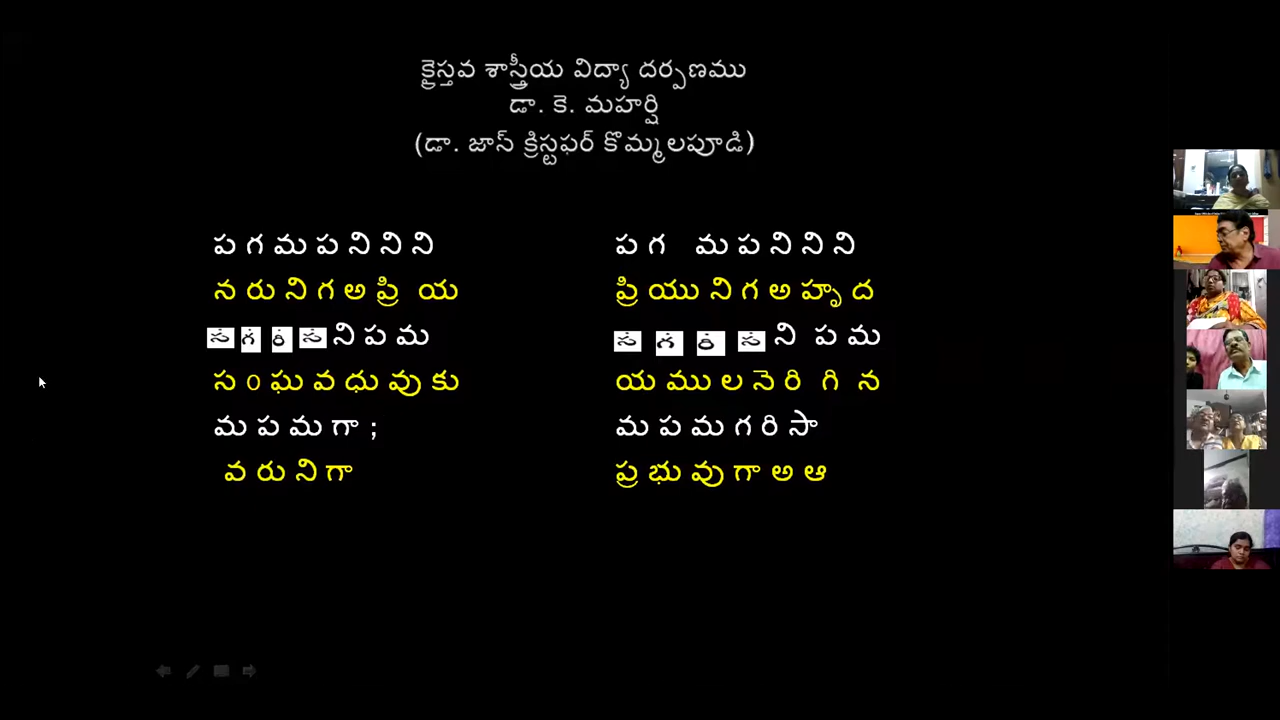 క్రైస్తవ శాస్త్రీయ విద్యా దర్పణము
డా. కె. మహర్షి
(డా. జాస్ క్రిస్టఫర్ కొమ్మలపూడి)
ప గ మ ప ని ని ని
న రు ని గ అ ప్రి య
సં గં రిં సં ని ప మ
స ం ఘ వ ధు వు కు
మ ప మ గా ;
వ రు ని గా
ప గ మ ప ని ని ని
ప్రి యు ని గ అ హృ ద
సં గં రిં సં ని ప మ
య ము ల నె రి గి న
మ ప మ గ రి సా
ప్ర భు వు గా అ ఆ